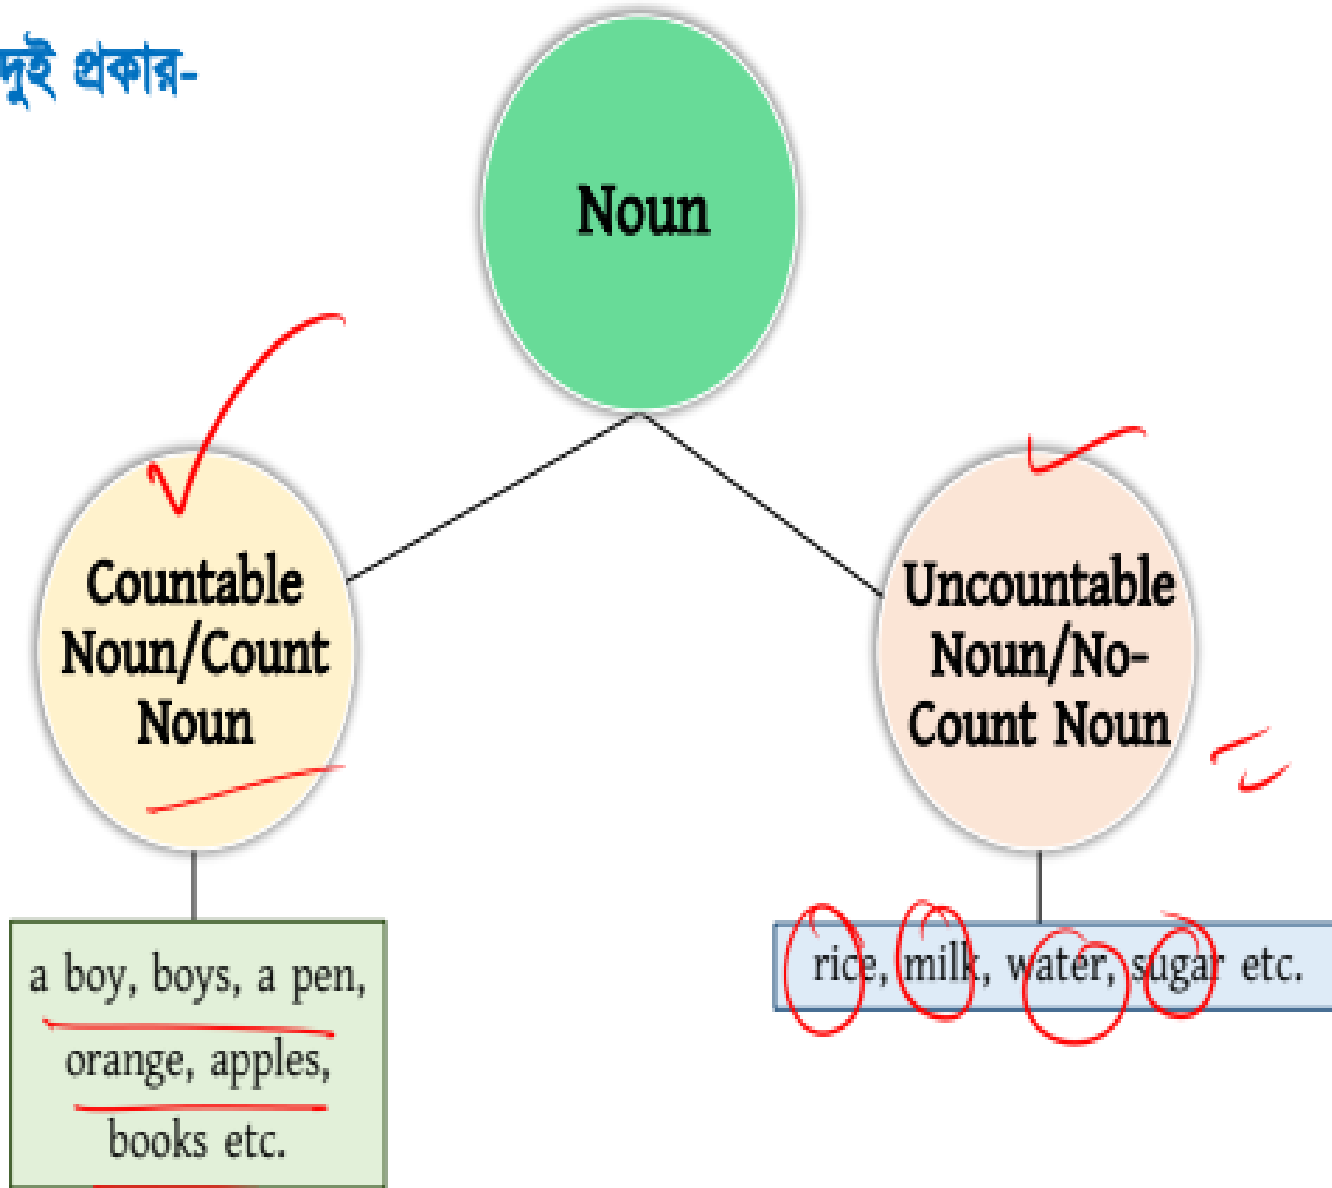 দুই প্রকার-
Noun
Countable
Noun/Count
Noun
Uncountable
Noun/No-
Count Noun
a boy, boys, a pen,
orange, apples,
books etc.
rice, milk, water, sugar etc.